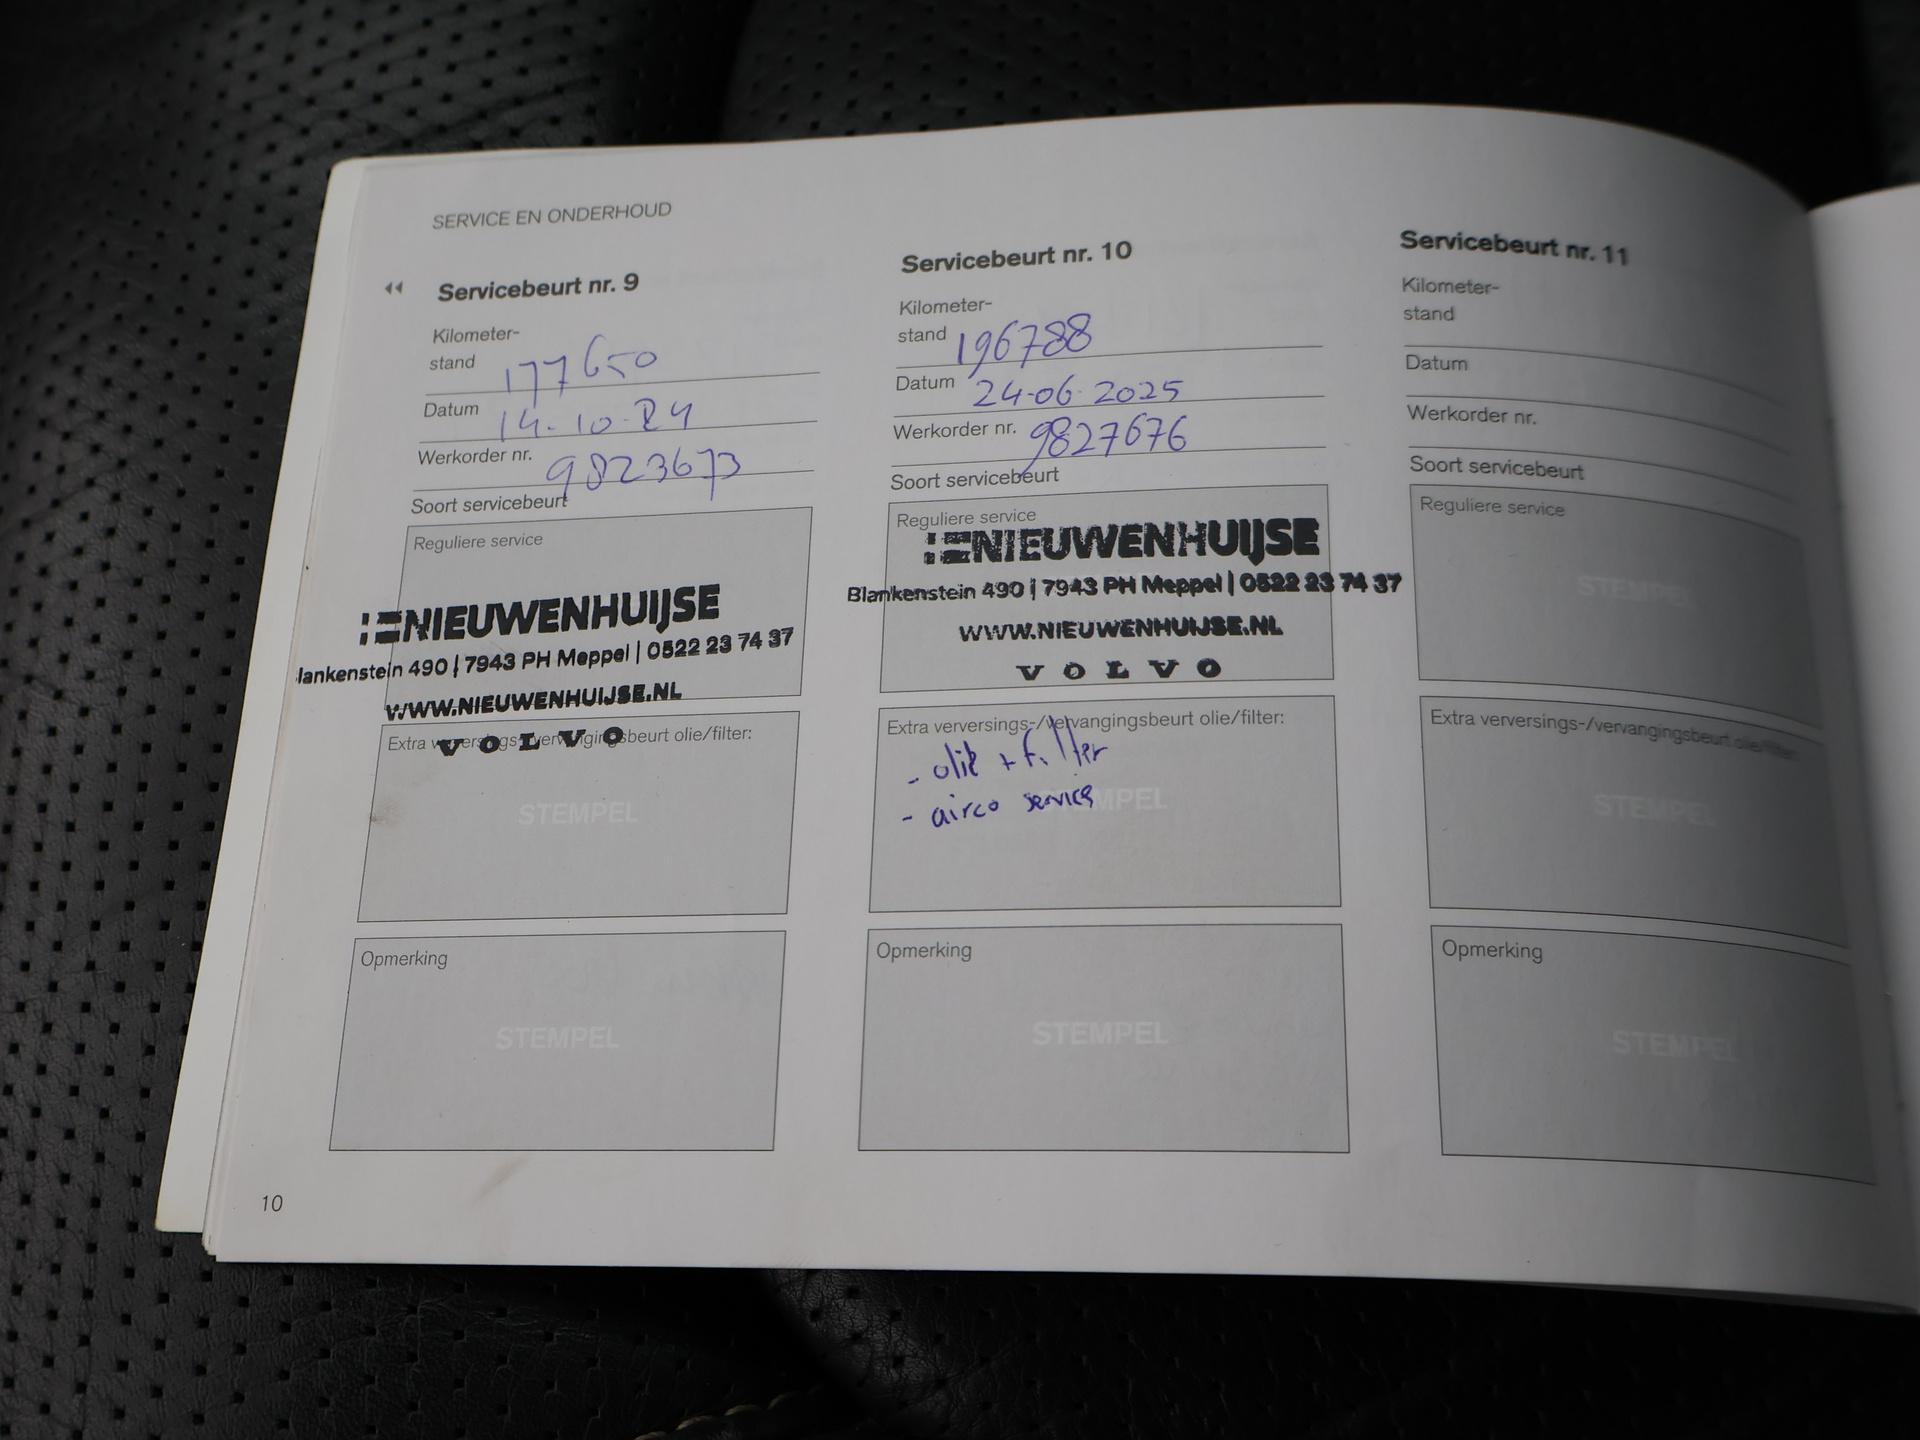 SERVICE EN ONDERHOUD
Servicebeurt nr. 9
Kilometer-
stand 177650
Datum 14-10-24
Werkorder nr. 9823673
Soort servicebeurt
Reguliere service
NIEUWENHUIJSE
lankenstein 490 | 7943 PH Meppel | 0522 23 74 37
WWW.NIEUWENHUIJSE.NL
VOLVO
Extra verversings-/vervangingsbeurt olie/filter:
STEMPEL
Opmerking
STEMPEL
Servicebeurt nr. 10
Kilometer-
stand 196788
Datum 24-06-2025
Werkorder nr. 9827676
Soort servicebeurt
Reguliere service
NIEUWENHUIJSE
Blankenstein 490 | 7943 PH Meppel | 0522 23 74 37
WWW.NIEUWENHUIJSE.NL
VOLVO
Extra verversings-/vervangingsbeurt olie/filter:
- olie + filter
- airco service
STEMPEL
Opmerking
STEMPEL
Servicebeurt nr. 11
Kilometer-
stand
Datum
Werkorder nr.
Soort servicebeurt
Reguliere service
STEMPEL
Extra verversings-/vervangingsbeurt olie/filter:
STEMPEL
Opmerking
STEMPEL
10